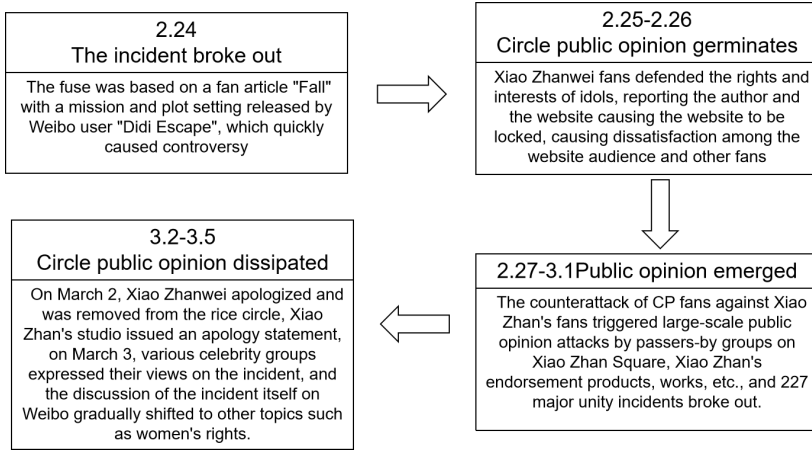 2.24
The incident broke out
The fuse was based on a fan article "Fall"
with a mission and plot setting released by
Weibo user "Didi Escape", which quickly
caused controversy
2.25-2.26
Circle public opinion germinates
Xiao Zhanwei fans defended the rights and
interests of idols, reporting the author and
the website causing the website to be
locked, causing dissatisfaction among the
website audience and other fans
2.27-3.1Public opinion emerged
The counterattack of CP fans against Xiao
Zhan's fans triggered large-scale public
opinion attacks by passers-by groups on
Xiao Zhan Square, Xiao Zhan's
endorsement products, works, etc., and 227
major unity incidents broke out.
3.2-3.5
Circle public opinion dissipated
On March 2, Xiao Zhanwei apologized and
was removed from the rice circle, Xiao
Zhan's studio issued an apology statement,
on March 3, various celebrity groups
expressed their views on the incident, and
the discussion of the incident itself on
Weibo gradually shifted to other topics such
as women's rights.